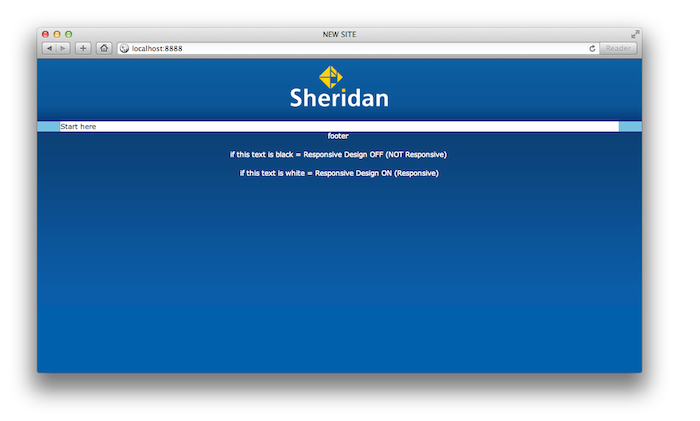 NEW SITE
localhost:8888
Reader
Sheridan
Start here
footer
if this text is black = Responsive Design OFF (NOT Responsive)
if this text is white = Responsive Design ON (Responsive)